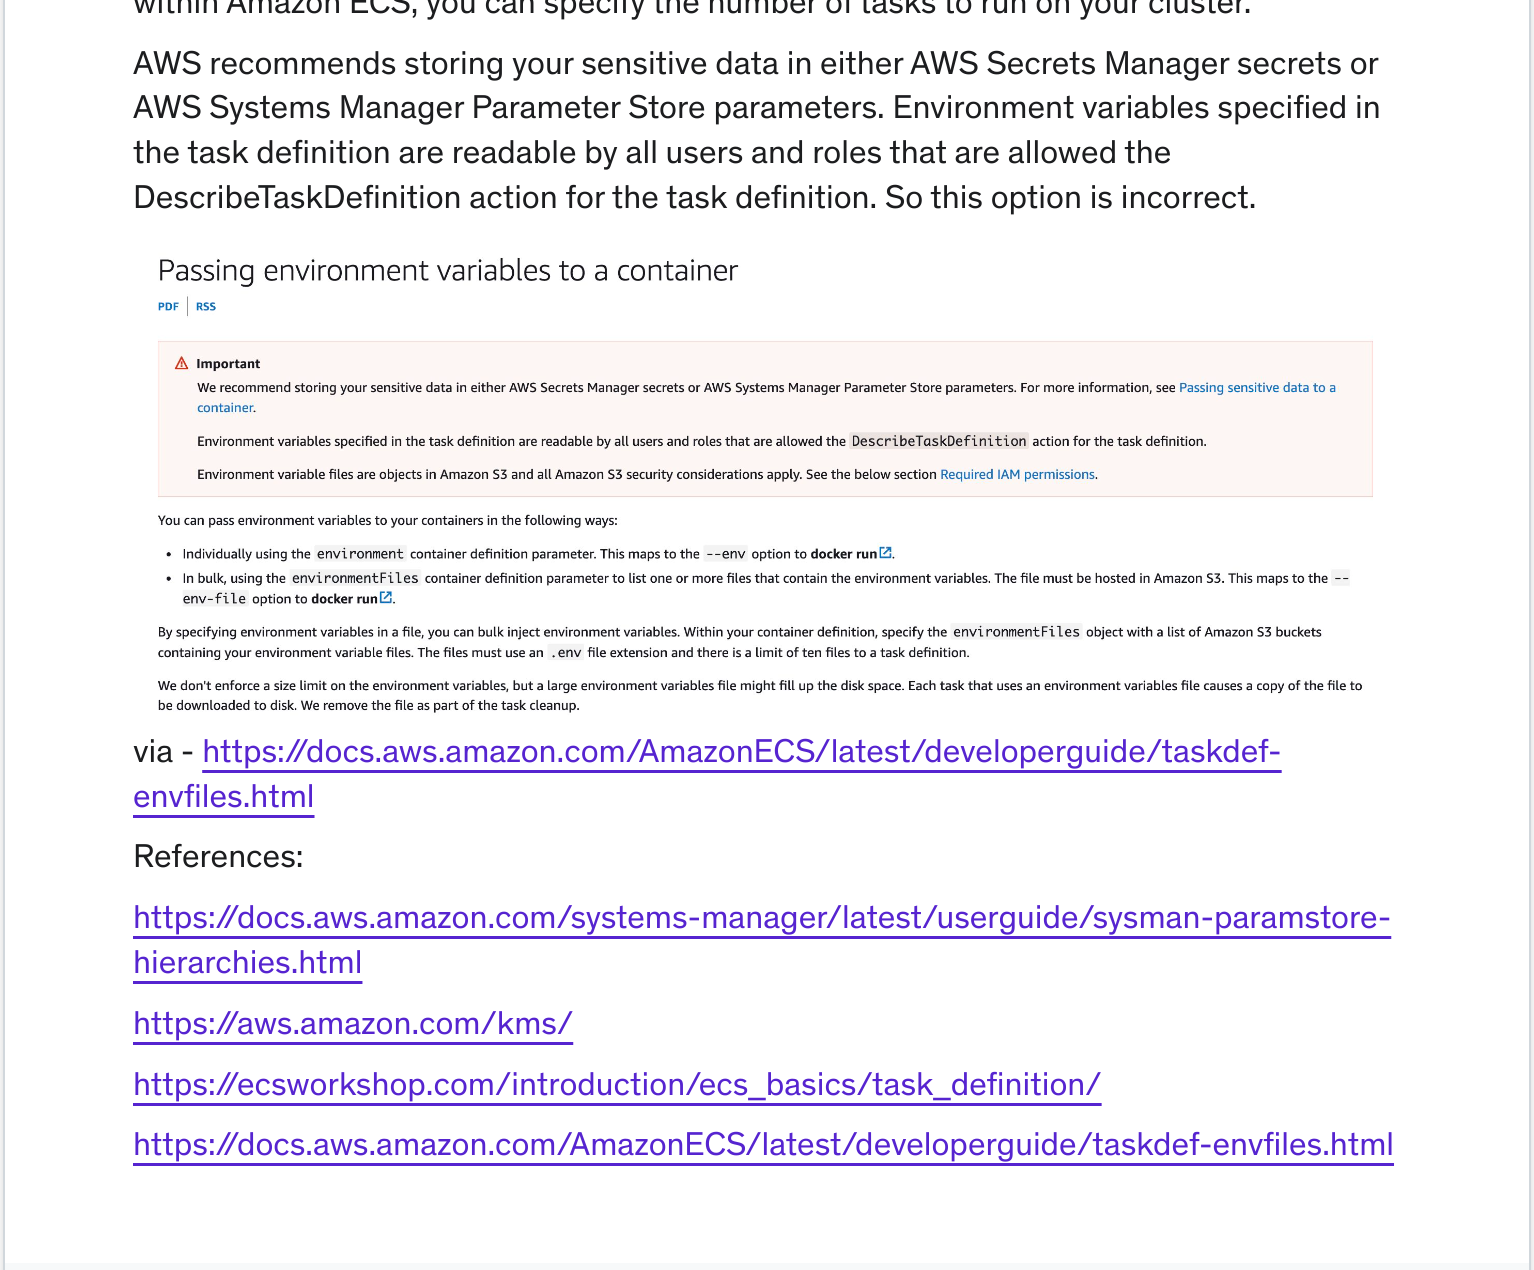 within Amazon ECS, you can specify the number of tasks to run on your cluster.
AWS recommends storing your sensitive data in either AWS Secrets Manager secrets or
AWS Systems Manager Parameter Store parameters. Environment variables specified in
the task definition are readable by all users and roles that are allowed the
DescribeTaskDefinition action for the task definition. So this option is incorrect.
Passing environment variables to a container
PDF | RSS
Important
We recommend storing your sensitive data in either AWS Secrets Manager secrets or AWS Systems Manager Parameter Store parameters. For more information, see Passing sensitive data to a
container.
Environment variables specified in the task definition are readable by all users and roles that are allowed the DescribeTaskDefinition action for the task definition.
Environment variable files are objects in Amazon S3 and all Amazon S3 security considerations apply. See the below section Required IAM permissions.
You can pass environment variables to your containers in the following ways:
• Individually using the environment container definition parameter. This maps to the --env option to docker run.
• In bulk, using the environmentFiles container definition parameter to list one or more files that contain the environment variables. The file must be hosted in Amazon S3. This maps to the --
env-file option to docker run.
By specifying environment variables in a file, you can bulk inject environment variables. Within your container definition, specify the environmentFiles object with a list of Amazon S3 buckets
containing your environment variable files. The files must use an .env file extension and there is a limit of ten files to a task definition.
We don't enforce a size limit on the environment variables, but a large environment variables file might fill up the disk space. Each task that uses an environment variables file causes a copy of the file to
be downloaded to disk. We remove the file as part of the task cleanup.
via - https://docs.aws.amazon.com/AmazonECS/latest/developerguide/taskdef-
envfiles.html
References:
https://docs.aws.amazon.com/systems-manager/latest/userguide/sysman-paramstore-
hierarchies.html
https://aws.amazon.com/kms/
https://ecsworkshop.com/introduction/ecs_basics/task_definition/
https://docs.aws.amazon.com/AmazonECS/latest/developerguide/taskdef-envfiles.html